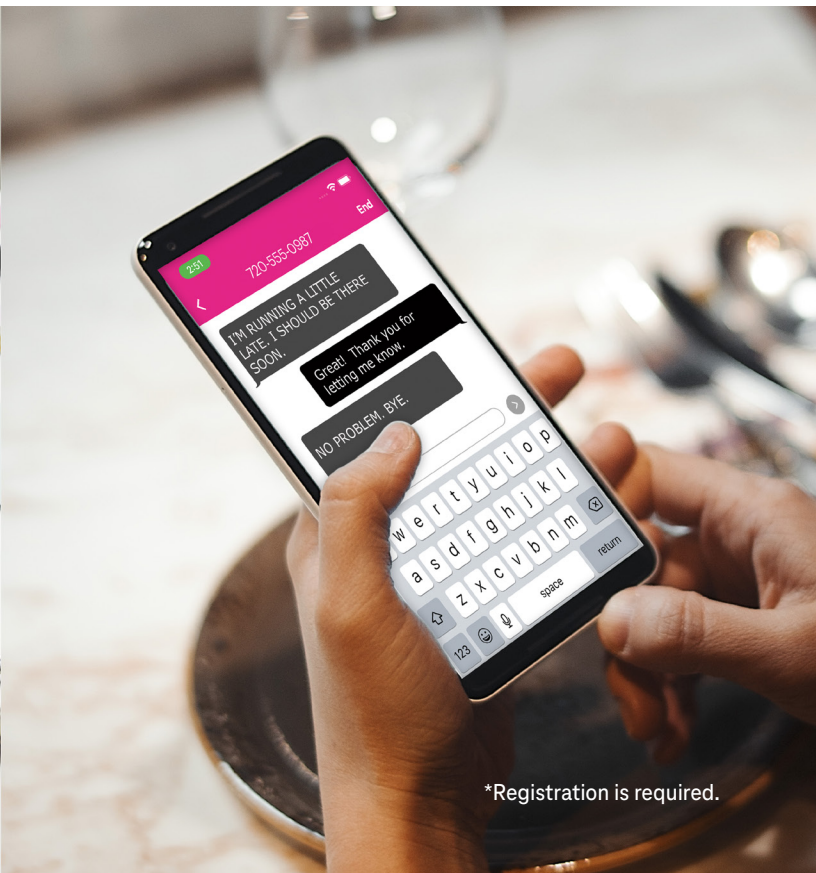 2:51
720-555-0987
End
I'M RUNNING A LITTLE
LATE. I SHOULD BE THERE
SOON.
Great!  Thank you for
letting me know.
NO PROBLEM. BYE.
w e r t y u i o p
a s d f g h j k l
z x c v b n m
123
space
return
*Registration is required.